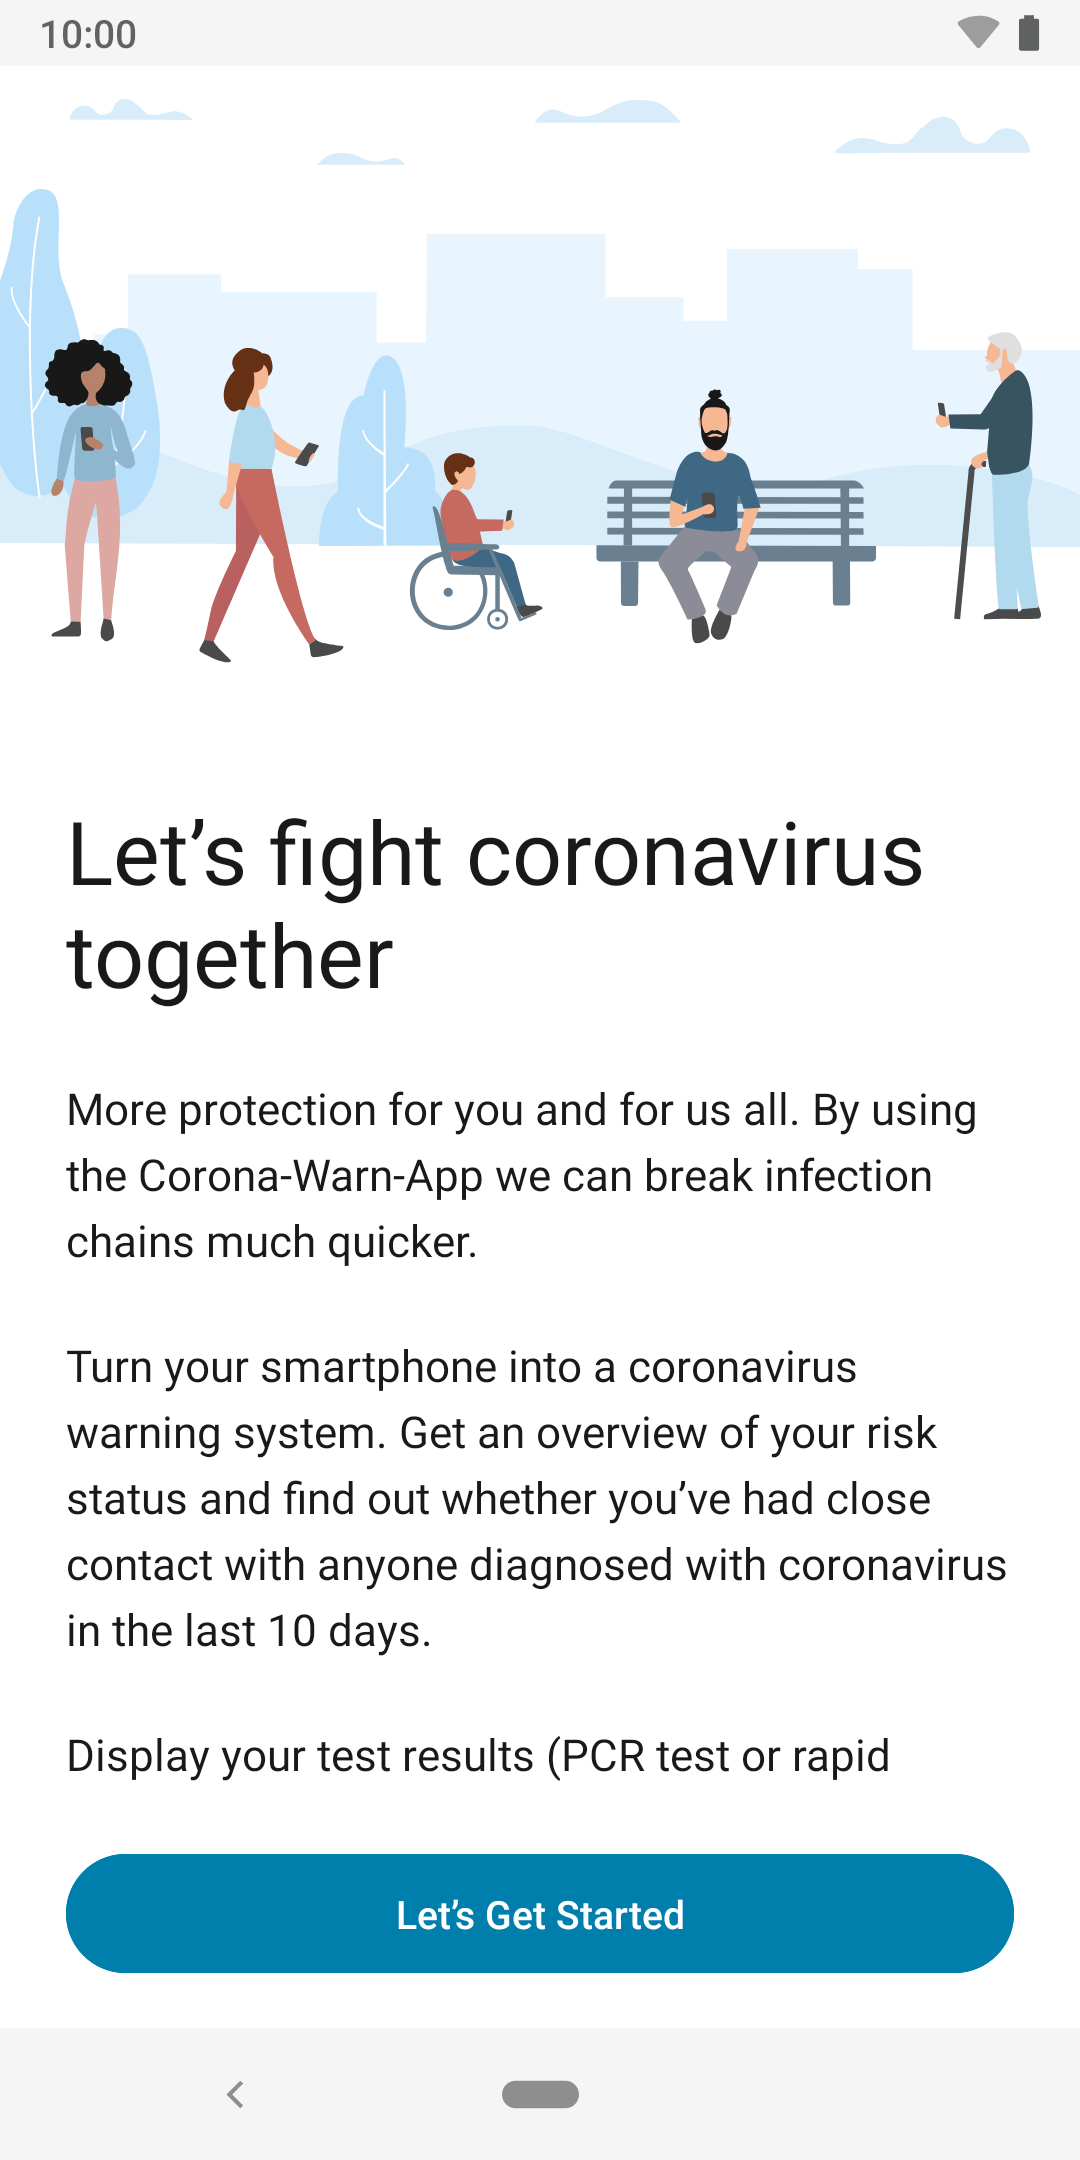 10:00
Let’s fight coronavirus
together
More protection for you and for us all. By using
the Corona-Warn-App we can break infection
chains much quicker.
Turn your smartphone into a coronavirus
warning system. Get an overview of your risk
status and find out whether you’ve had close
contact with anyone diagnosed with coronavirus
in the last 10 days.
Display your test results (PCR test or rapid
Let’s Get Started